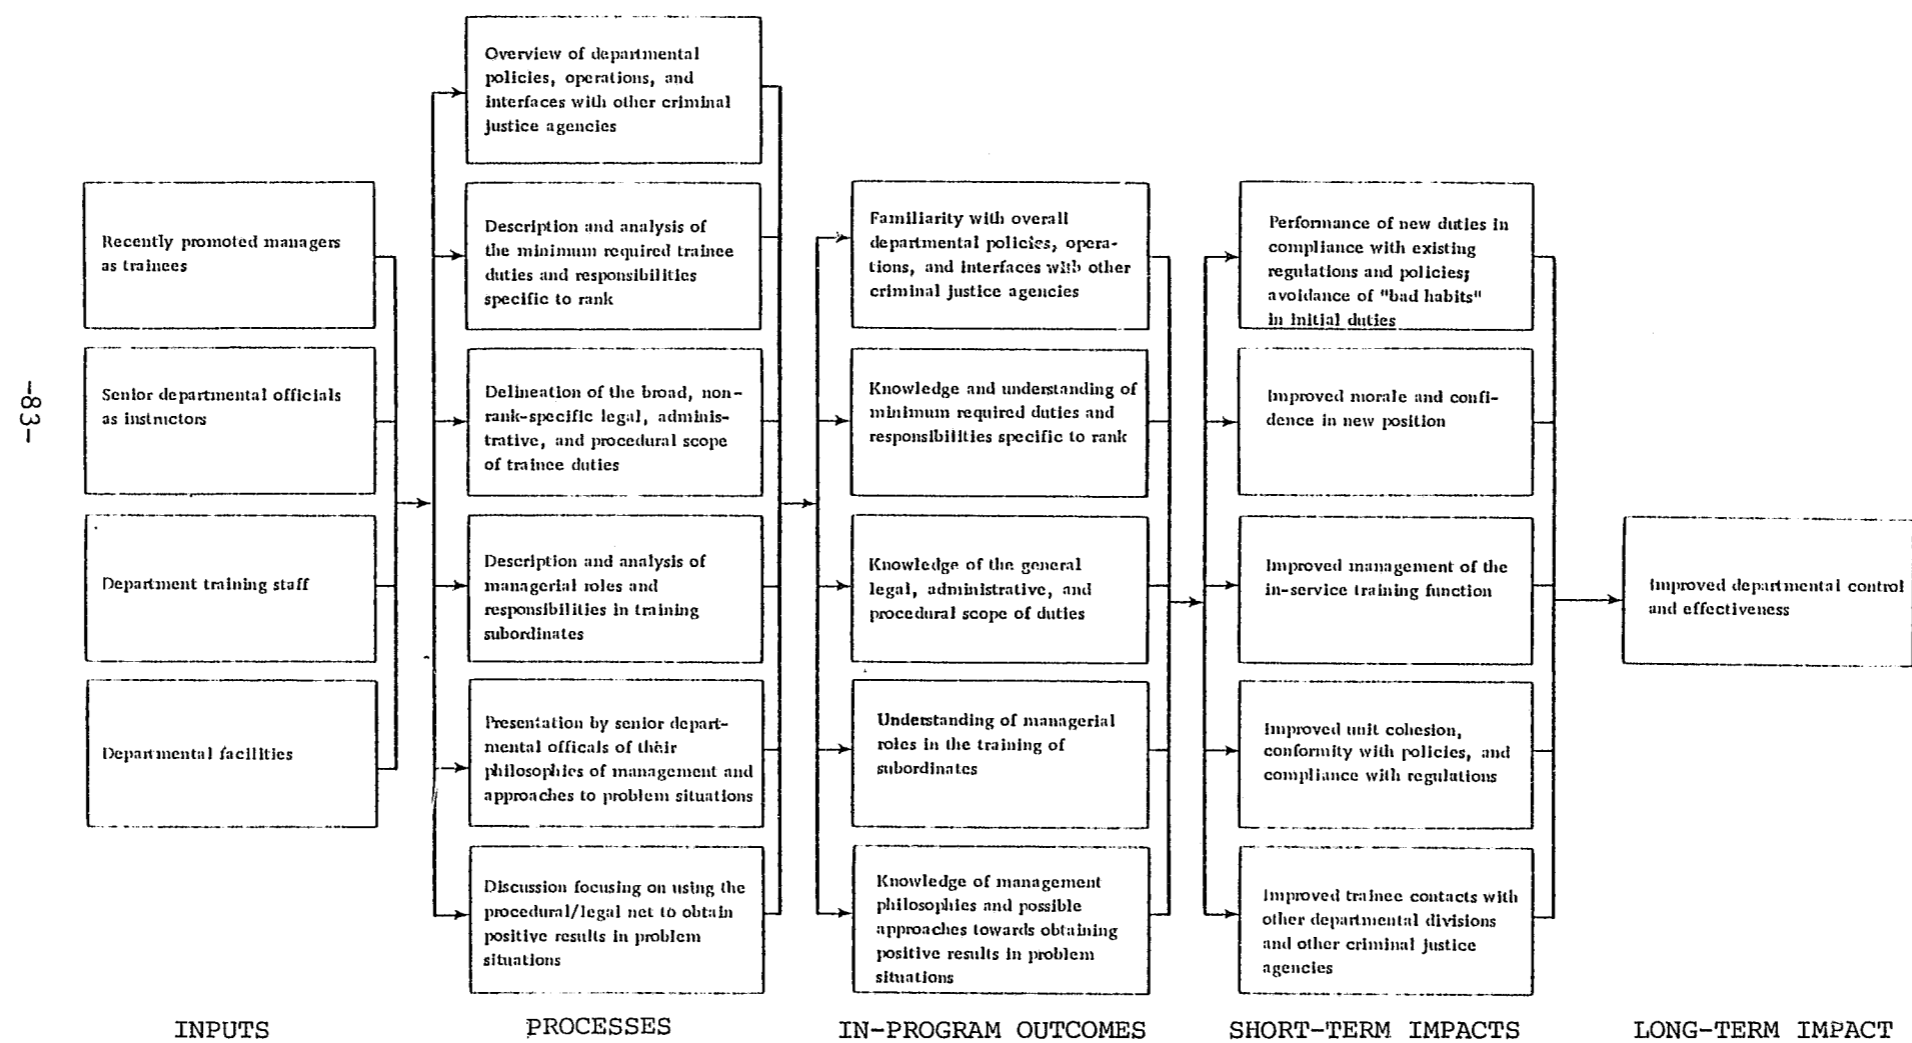 -83-
Recently promoted managers
as trainees
Senior departmental officials
as instructors
Department training staff
Departmental facilities
INPUTS
Overview of departmental
policies, operations, and
interfaces with other criminal
justice agencies
Description and analysis of
the minimum required trainee
duties and responsibilities
specific to rank
Delineation of the broad, non-
rank-specific legal, adminis-
trative, and procedural scope
of trainee duties
Description and analysis of
managerial roles and
responsibilities in training
subordinates
Presentation by senior depart-
mental officals of their
philosophies of management and
approaches to problem situations
Discussion focusing on using the
procedural/legal net to obtain
positive results in problem
situations
PROCESSES
Familiarity with overall
departmental policies, opera-
tions, and interfaces with other
criminal justice agencies
Knowledge and understanding of
minimum required duties and
responsibilities specific to rank
Knowledge of the general
legal, administrative, and
procedural scope of duties
Understanding of managerial
roles in the training of
subordinates
Knowledge of management
philosophies and possible
approaches towards obtaining
positive results in problem
situations
IN-PROGRAM OUTCOMES
Performance of new duties in
compliance with existing
regulations and policies;
avoidance of "bad habits"
in initial duties
Improved morale and confi-
dence in new position
Improved management of the
in-service training function
Improved unit cohesion,
conformity with policies, and
compliance with regulations
Improved trainee contacts with
other departmental divisions
and other criminal justice
agencies
SHORT-TERM IMPACTS
Improved departmental control
and effectiveness
LONG-TERM IMPACT